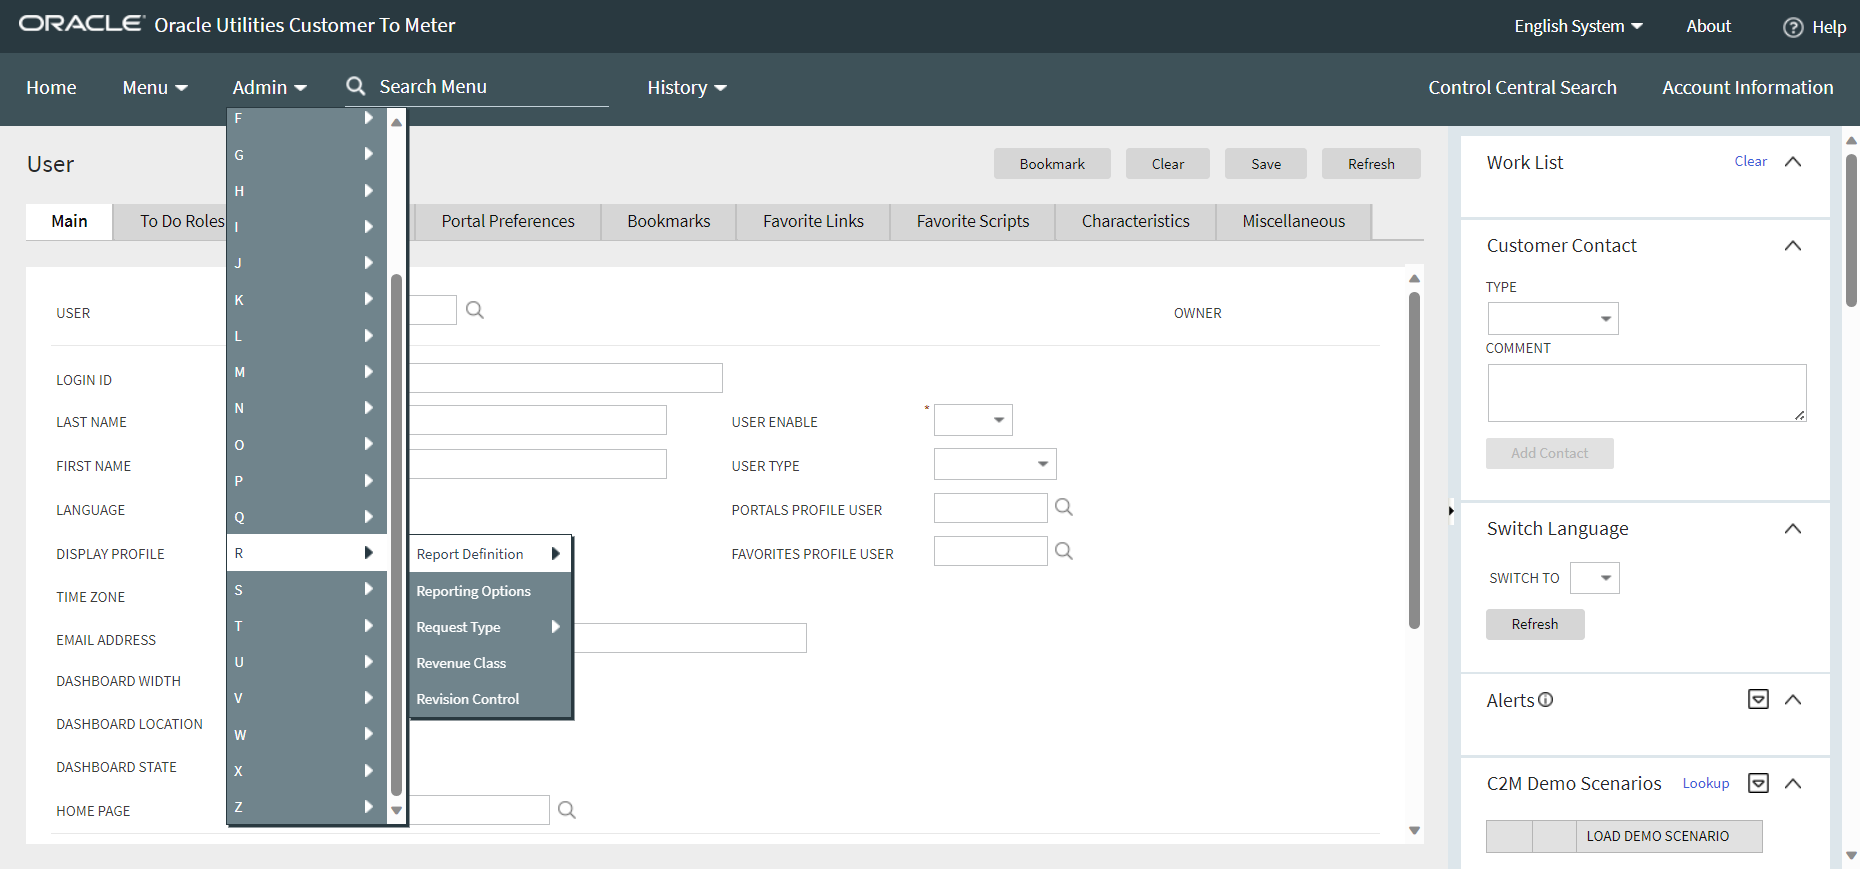 ORACLE Oracle Utilities Customer To Meter
English System
About
Help
Home
Menu
Admin
Search Menu
History
Control Central Search
Account Information
User
Bookmark
Clear
Save
Refresh
Main
To Do Roles
Portal Preferences
Bookmarks
Favorite Links
Favorite Scripts
Characteristics
Miscellaneous
F
G
H
I
J
K
L
M
N
O
P
Q
R
S
T
U
V
W
X
Z
Report Definition
Reporting Options
Request Type
Revenue Class
Revision Control
USER
OWNER
LOGIN ID
LAST NAME
USER ENABLE
*
FIRST NAME
USER TYPE
LANGUAGE
PORTALS PROFILE USER
DISPLAY PROFILE
FAVORITES PROFILE USER
TIME ZONE
EMAIL ADDRESS
DASHBOARD WIDTH
DASHBOARD LOCATION
DASHBOARD STATE
HOME PAGE
Work List
Clear
Customer Contact
TYPE
COMMENT
Add Contact
Switch Language
SWITCH TO
Refresh
Alerts
C2M Demo Scenarios
Lookup
LOAD DEMO SCENARIO